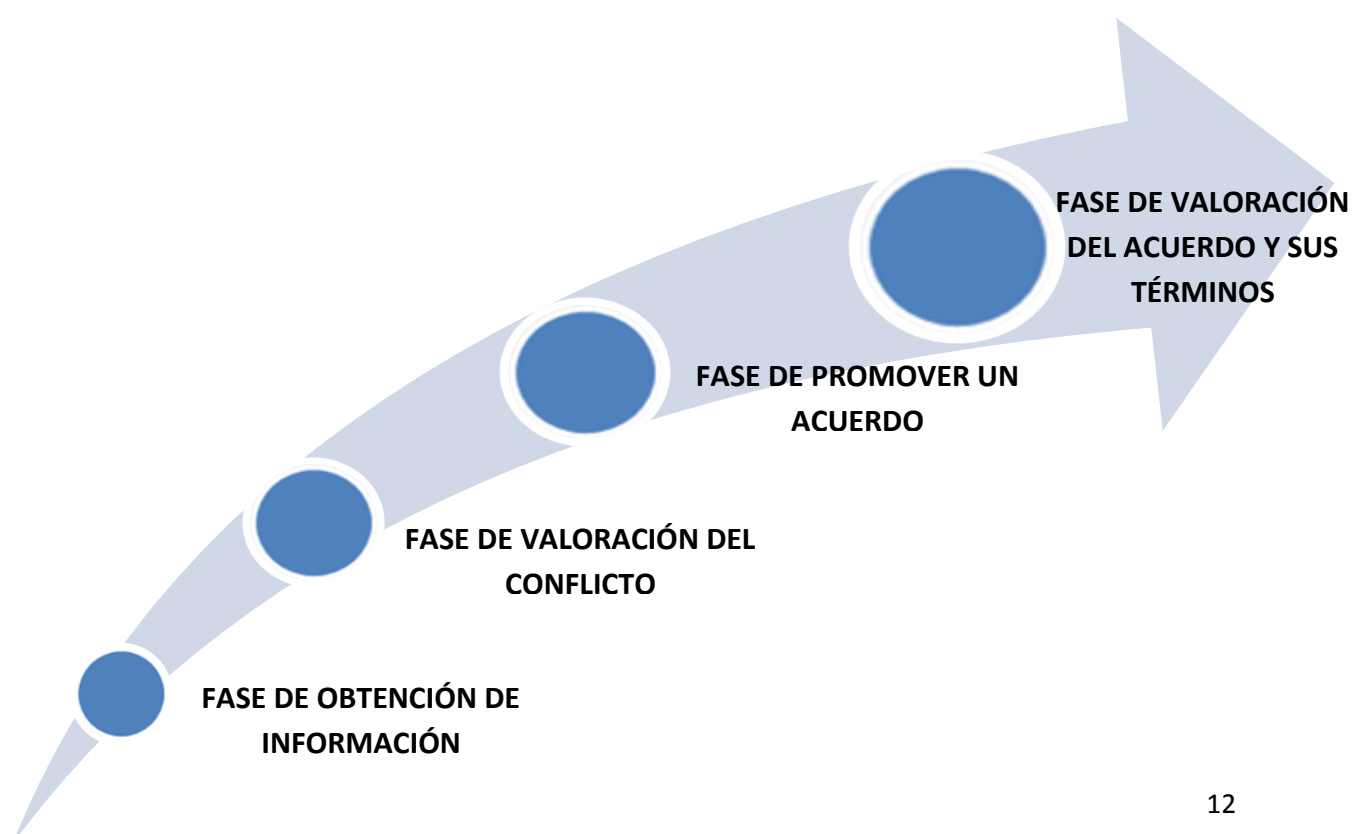 FASE DE VALORACIÓN
DEL ACUERDO Y SUS
TÉRMINOS
FASE DE PROMOVER UN
ACUERDO
FASE DE VALORACIÓN DEL
CONFLICTO
FASE DE OBTENCIÓN DE
INFORMACIÓN
12